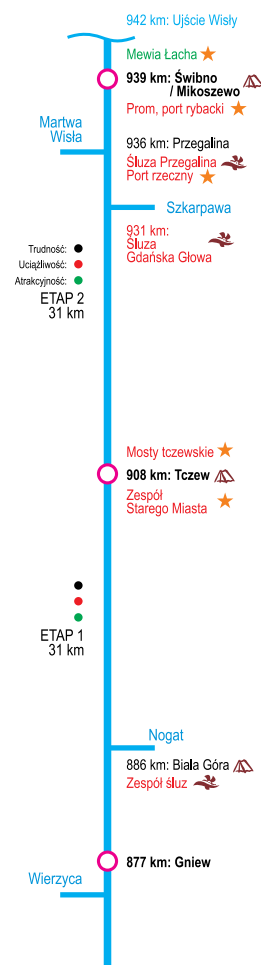 942 km: Ujście Wisły
Mewia Łacha
939 km: Świbno
/ Mikoszewo
Prom, port rybacki
Martwa
Wisła
936 km: Przegalina
Śluza Przegalina
Port rzeczny
Szkarpawa
931 km:
Śluza
Gdańska Głowa
Trudność:
Uciążliwość:
Atrakcyjność:
ETAP 2
31 km
Mosty tczewskie
908 km: Tczew
Zespół
Starego Miasta
ETAP 1
31 km
Nogat
886 km: Biala Góra
Zespół śluz
877 km: Gniew
Wierzyca